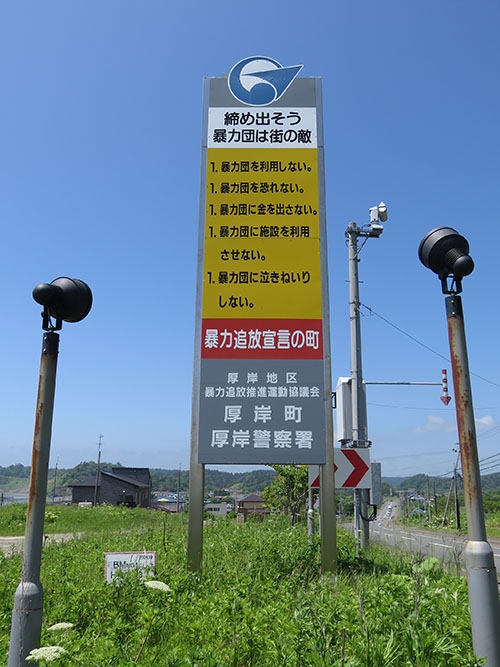 締め出そう
暴力団は街の敵
1. 暴力団を利用しない。
1. 暴力団を恐れない。
1. 暴力団に金を出さない。
1. 暴力団に施設を利用
させない。
1. 暴力団に泣きねいり
しない。
暴力追放宣言の町
厚岸地区
暴力追放推進運動協議会
厚岸町
厚岸警察署